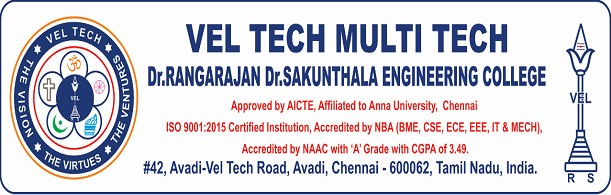 VEL TECH MULTI TECH
Dr.RANGARAJAN Dr.SAKUNTHALA ENGINEERING COLLEGE
Approved by AICTE, Affiliated to Anna University, Chennai
ISO 9001:2015 Certified Institution, Accredited by NBA (BME, CSE, ECE, EEE, IT & MECH),
Accredited by NAAC with ‘A’ Grade with CGPA of 3.49.
#42, Avadi-Vel Tech Road, Avadi, Chennai - 600062, Tamil Nadu, India.
VEL TECH
THE VISION
THE VIRTUES
THE VENTURES
ॐ
VEL
VEL
R S